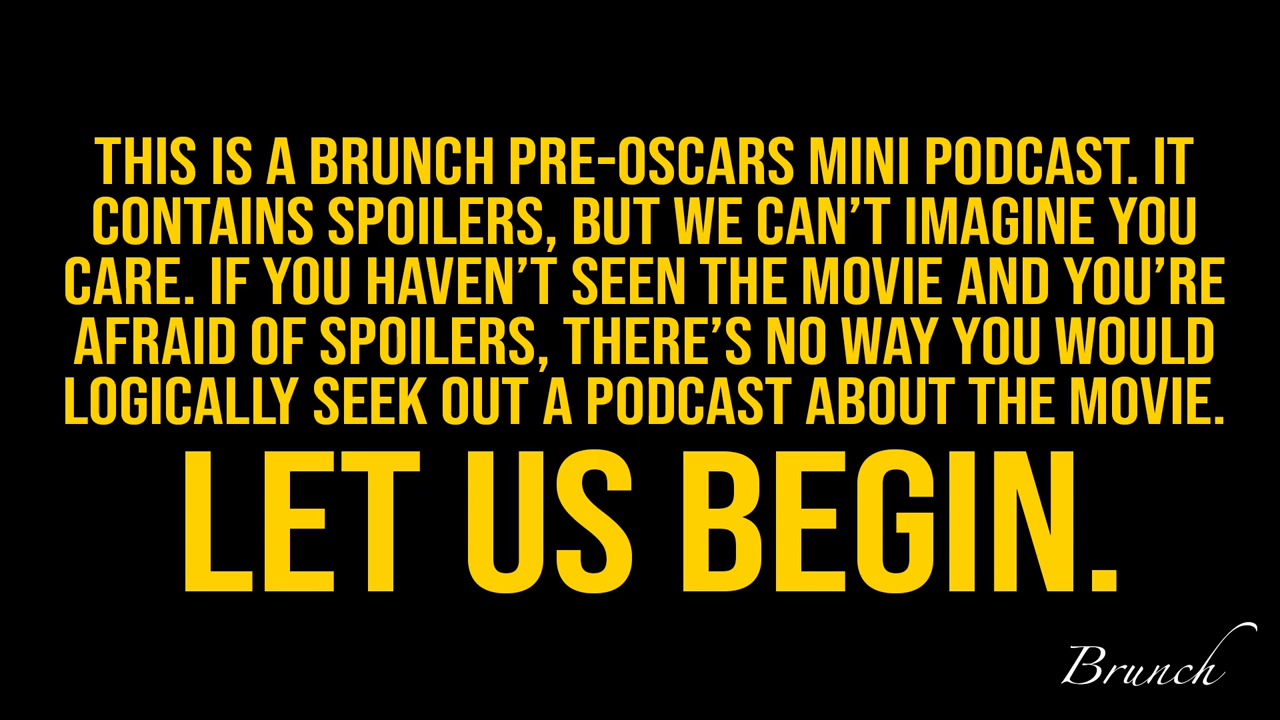 THIS IS A BRUNCH PRE-OSCARS MINI PODCAST. IT
CONTAINS SPOILERS, BUT WE CAN’T IMAGINE YOU
CARE. IF YOU HAVEN’T SEEN THE MOVIE AND YOU’RE
AFRAID OF SPOILERS, THERE’S NO WAY YOU WOULD
LOGICALLY SEEK OUT A PODCAST ABOUT THE MOVIE.
LET US BEGIN.
Brunch